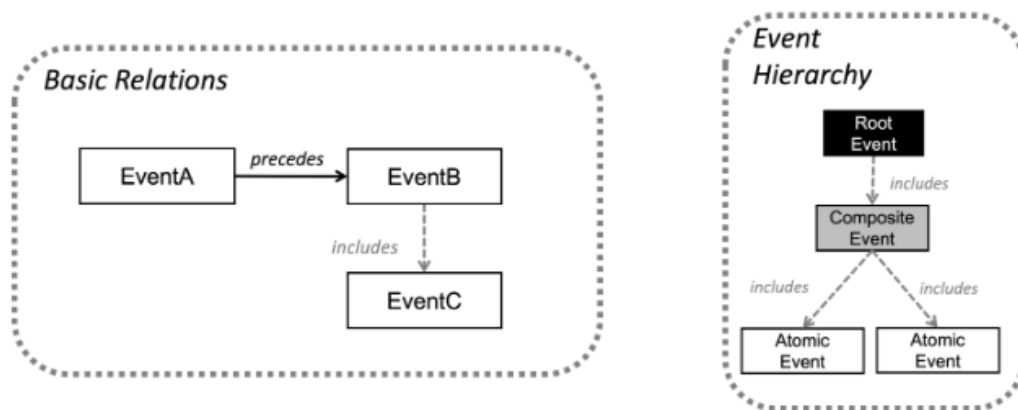 Basic Relations
EventA
precedes
EventB
includes
EventC
Event
Hierarchy
Root
Event
includes
Composite
Event
includes
includes
Atomic
Event
Atomic
Event